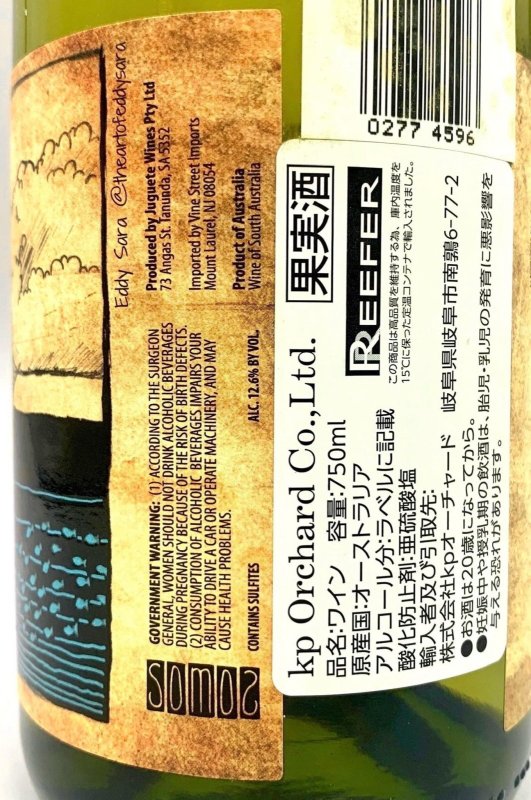 Eddy Sara @theartofeddysara
Produced by Juguete Wines Pty Ltd
73 Angas St. Tanunda, SA 5352
Imported by Vine Street Imports
Mount Laurel, NJ 08054
Product of Australia
Wine of South Australia
GOVERNMENT WARNING: (1) ACCORDING TO THE SURGEON
GENERAL, WOMEN SHOULD NOT DRINK ALCOHOLIC BEVERAGES
DURING PREGNANCY BECAUSE OF THE RISK OF BIRTH DEFECTS.
(2) CONSUMPTION OF ALCOHOLIC BEVERAGES IMPAIRS YOUR
ABILITY TO DRIVE A CAR OR OPERATE MACHINERY, AND MAY
CAUSE HEALTH PROBLEMS.
CONTAINS SULFITES
ALC. 12.6% BY VOL.
SOMOS
0277 4596
kp Orchard Co.,Ltd.
果実酒
品名:ワイン 容量:750ml
原産国:オーストラリア
アルコール分:ラベルに記載
酸化防止剤:亜硫酸塩
輸入者及び引取先:
株式会社kpオーチャード 岐阜県岐阜市南鶉6-77-2
●お酒は20歳になってから。
●妊娠中や授乳期の飲酒は、胎児・乳児の発育に悪影響を
与える恐れがあります。
REEFER
この商品は高品質を維持する為、庫内温度を
15℃に保った定温コンテナで輸入されました。